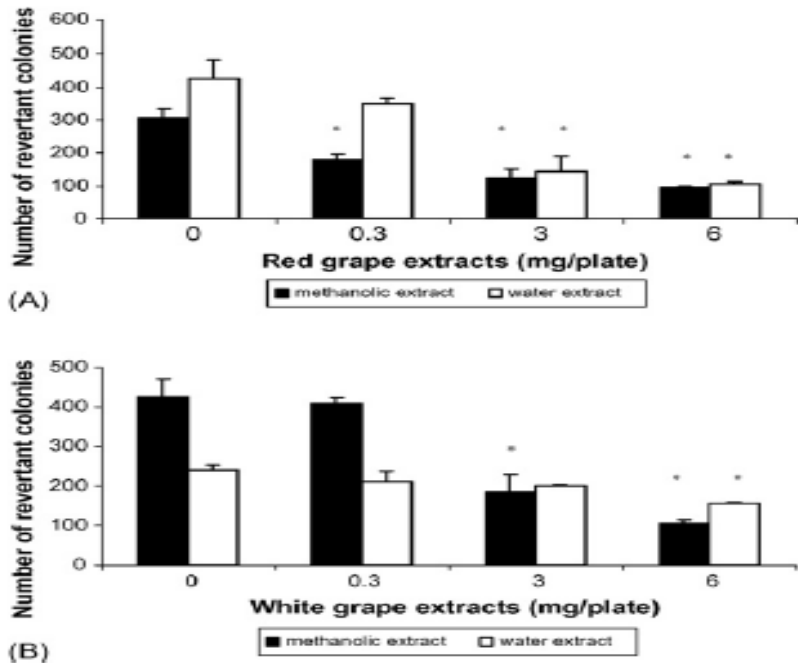 Number of revertant colonies
600
500
400
300
200
100
0
* * * * *
0 0.3 3 6
Red grape extracts (mg/plate)
(A)
methanolic extract water extract
Number of revertant colonies
500
400
300
200
100
0
* * *
0 0.3 3 6
White grape extracts (mg/plate)
(B)
methanolic extract water extract